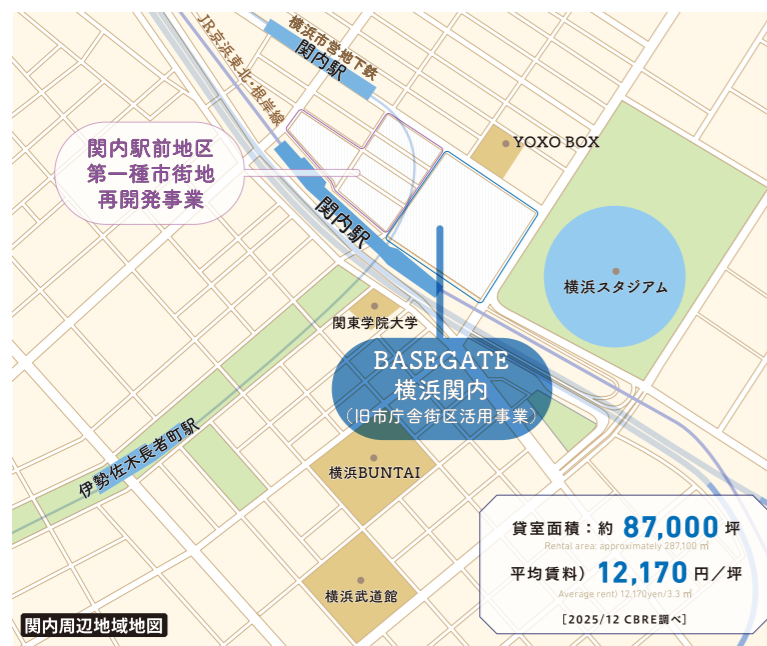 横浜市営地下鉄
関内駅
JR京浜東北・根岸線
YOXO BOX
関内駅前地区
第一種市街地
再開発事業
関内駅
横浜スタジアム
関東学院大学
BASEGATE
横浜関内
（旧市庁舎街区活用事業）
伊勢佐木長者町駅
横浜BUNTAI
貸室面積：約 87,000 坪
Rental area: approximately 287,100 ㎡
平均賃料） 12,170 円／坪
Average rent) 12,170yen/3.3 ㎡
［2025/12 CBRE調べ］
横浜武道館
関内周辺地域地図